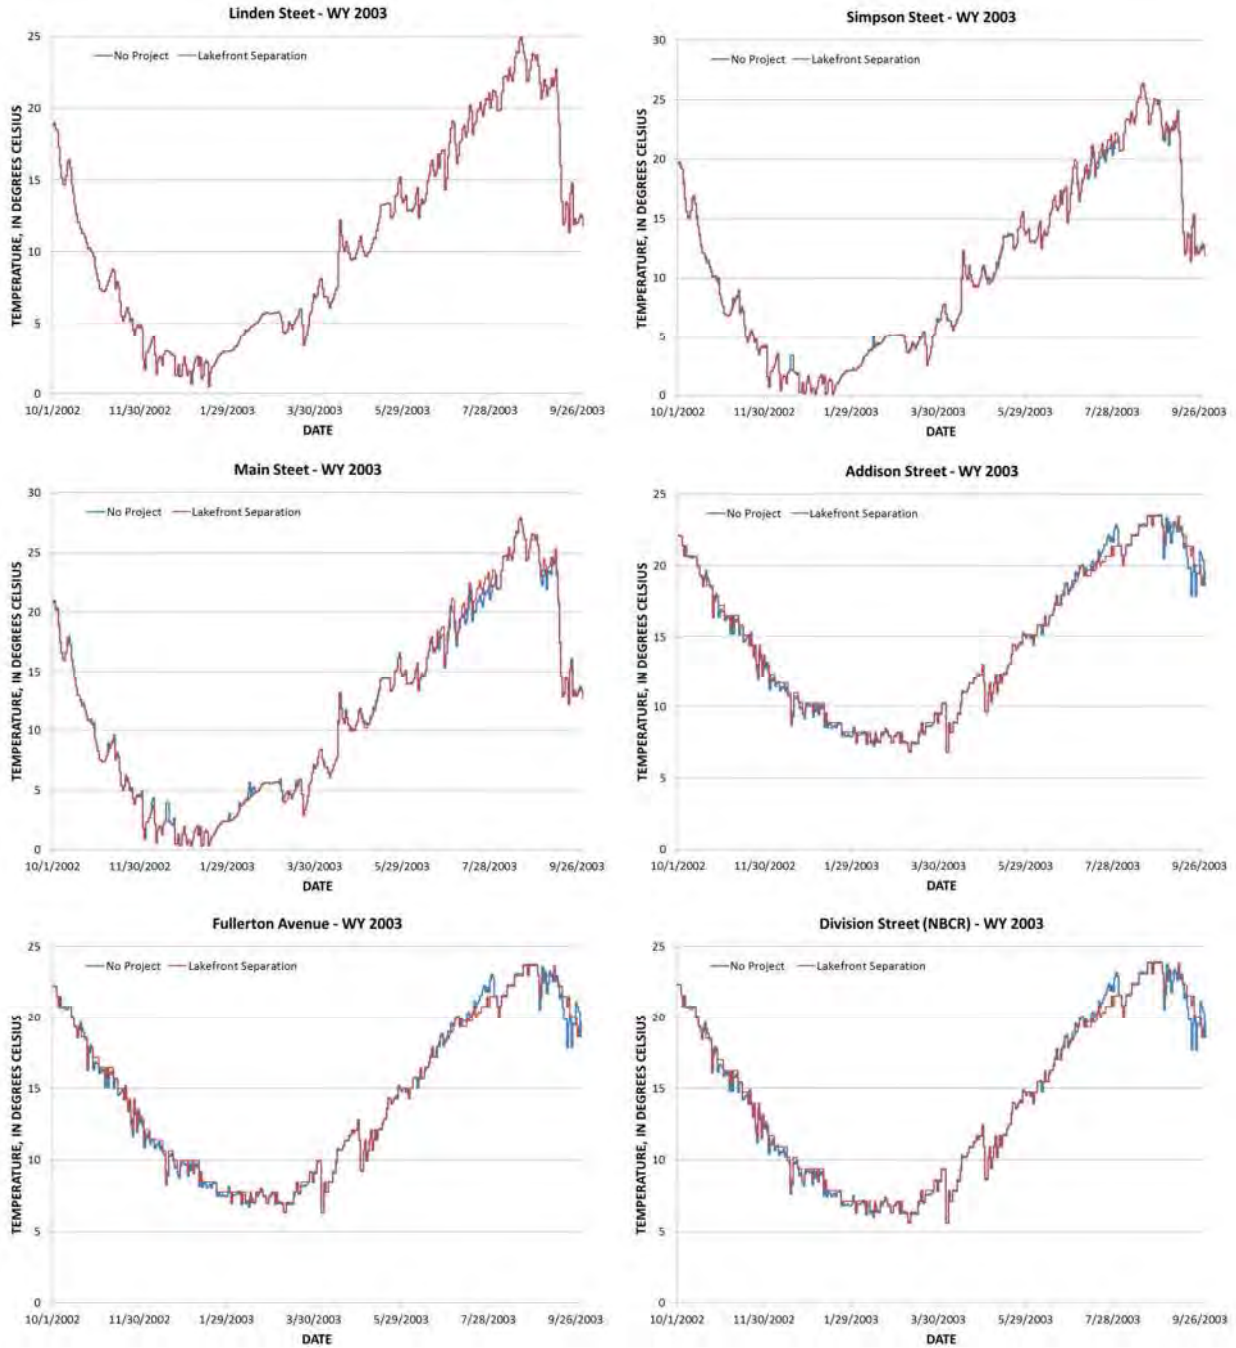 Linden Steet - WY 2003
No Project Lakefront Separation
TEMPERATURE, IN DEGREES CELSIUS
25
20
15
10
5
0
10/1/2002 11/30/2002 1/29/2003 3/30/2003 5/29/2003 7/28/2003 9/26/2003
DATE
Simpson Steet - WY 2003
No Project Lakefront Separation
TEMPERATURE, IN DEGREES CELSIUS
30
25
20
15
10
5
0
10/1/2002 11/30/2002 1/29/2003 3/30/2003 5/29/2003 7/28/2003 9/26/2003
DATE
Main Steet - WY 2003
No Project Lakefront Separation
TEMPERATURE, IN DEGREES CELSIUS
30
25
20
15
10
5
0
10/1/2002 11/30/2002 1/29/2003 3/30/2003 5/29/2003 7/28/2003 9/26/2003
DATE
Addison Street - WY 2003
No Project Lakefront Separation
TEMPERATURE, IN DEGREES CELSIUS
25
20
15
10
5
0
10/1/2002 11/30/2002 1/29/2003 3/30/2003 5/29/2003 7/28/2003 9/26/2003
DATE
Fullerton Avenue - WY 2003
No Project Lakefront Separation
TEMPERATURE, IN DEGREES CELSIUS
25
20
15
10
5
0
10/1/2002 11/30/2002 1/29/2003 3/30/2003 5/29/2003 7/28/2003 9/26/2003
DATE
Division Street (NBCR) - WY 2003
No Project Lakefront Separation
TEMPERATURE, IN DEGREES CELSIUS
25
20
15
10
5
0
10/1/2002 11/30/2002 1/29/2003 3/30/2003 5/29/2003 7/28/2003 9/26/2003
DATE